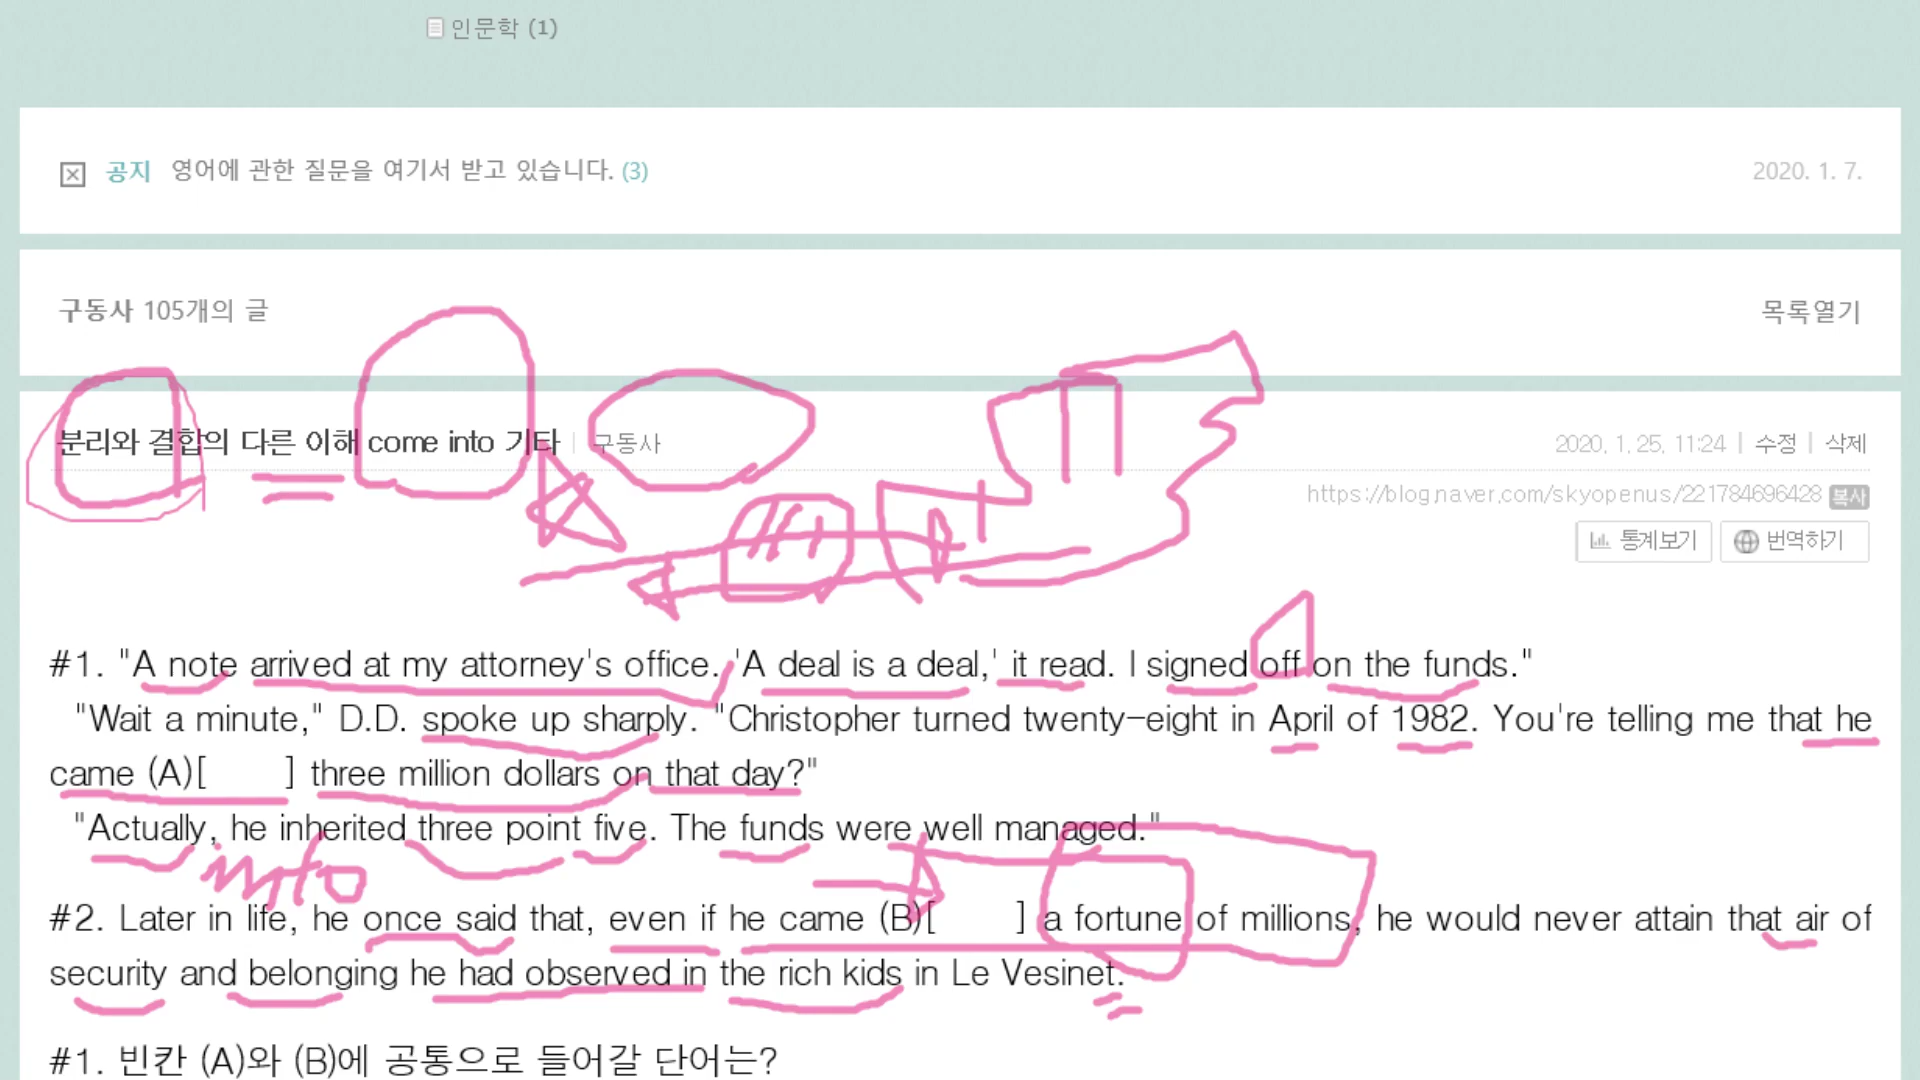 인문학 (1)
공지 영어에 관한 질문을 여기서 받고 있습니다. (3) 2020. 1. 7.
구동사 105개의 글 목록열기
분리와 결합의 다른 이해 come into 기타 구동사 2020. 1. 25. 11:24 수정 삭제
https://blog.naver.com/skyopenus/221784696428 복사
통계보기 번역하기
#1. "A note arrived at my attorney's office. 'A deal is a deal,' it read. I signed off on the funds."
"Wait a minute," D.D. spoke up sharply. "Christopher turned twenty-eight in April of 1982. You're telling me that he
came (A)[ ] three million dollars on that day?"
"Actually, he inherited three point five. The funds were well managed."
into
#2. Later in life, he once said that, even if he came (B)[ ] a fortune of millions, he would never attain that air of
security and belonging he had observed in the rich kids in Le Vesinet.
#1. 빈칸 (A)와 (B)에 공통으로 들어갈 단어는?